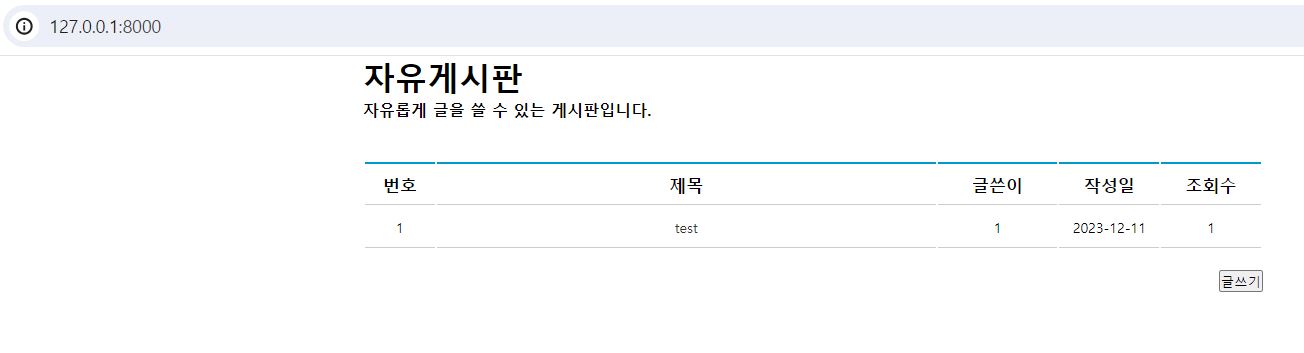 127.0.0.1:8000
자유게시판
자유롭게 글을 쓸 수 있는 게시판입니다.
번호 제목 글쓴이 작성일 조회수
1 test 1 2023-12-11 1
글쓰기